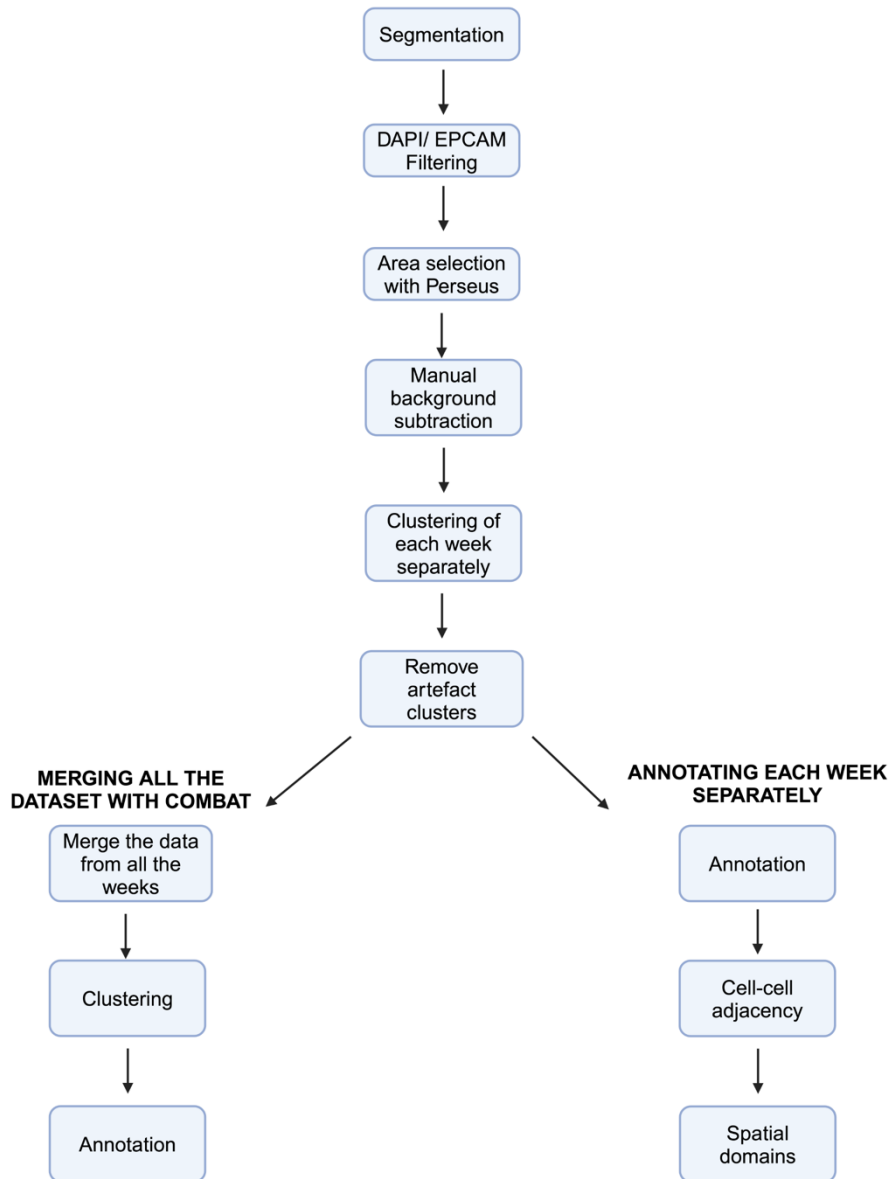 Segmentation
DAPI/ EPCAM
Filtering
Area selection
with Perseus
Manual
background
subtraction
Clustering of
each week
separately
Remove
artefact
clusters
MERGING ALL THE
DATASET WITH COMBAT
Merge the data
from all the
weeks
Clustering
Annotation
ANNOTATING EACH WEEK
SEPARATELY
Annotation
Cell-cell
adjacency
Spatial
domains